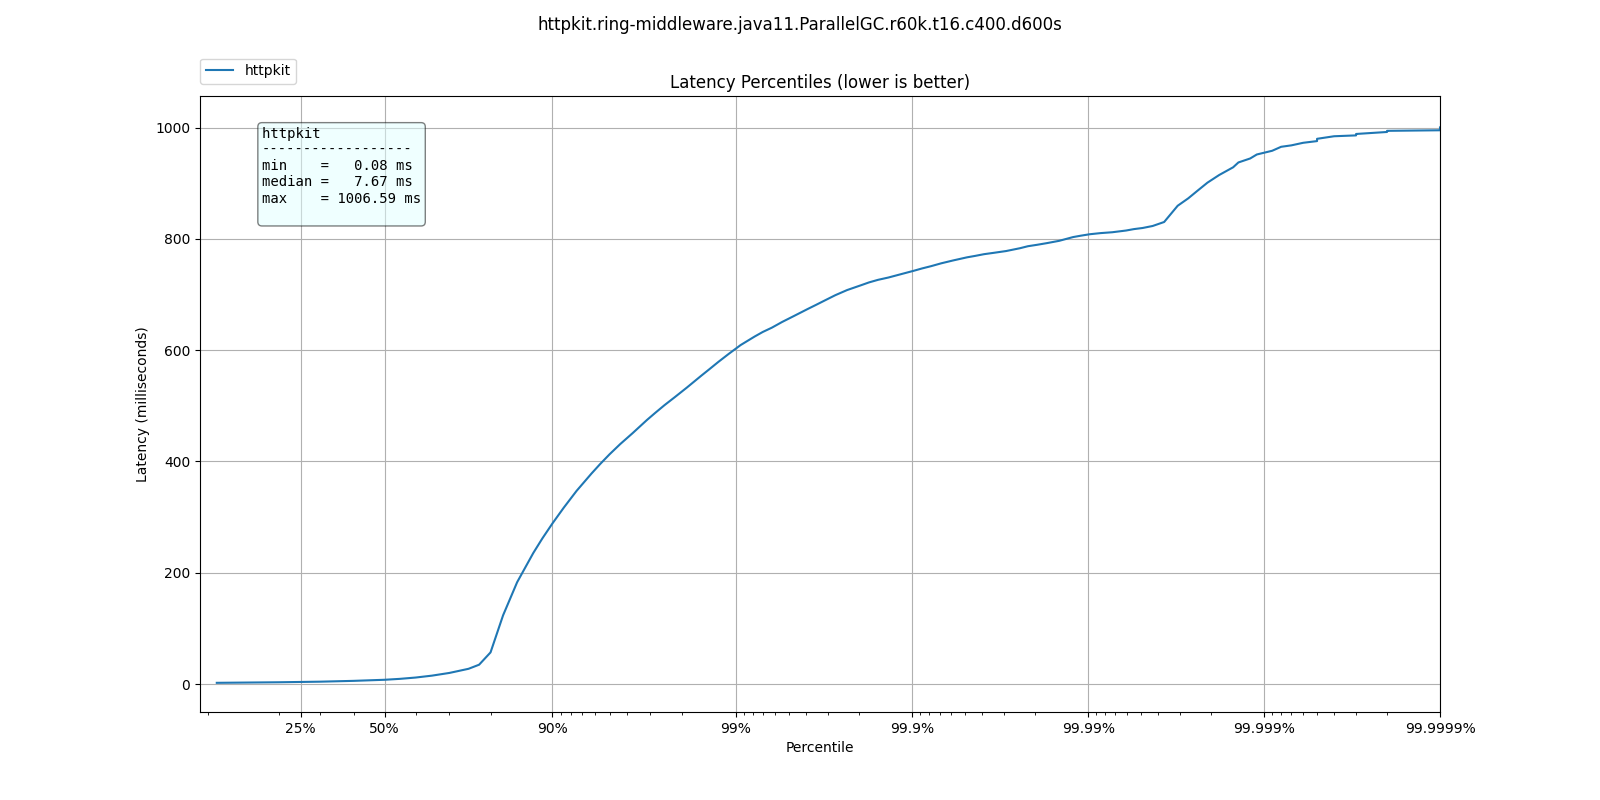 httpkit.ring-middleware.java11.ParallelGC.r60k.t16.c400.d600s
httpkit
Latency Percentiles (lower is better)
httpkit
------------------
min    =   0.08 ms
median =   7.67 ms
max    = 1006.59 ms
1000
800
600
400
200
0
Latency (milliseconds)
25% 50% 90% 99% 99.9% 99.99% 99.999% 99.9999%
Percentile